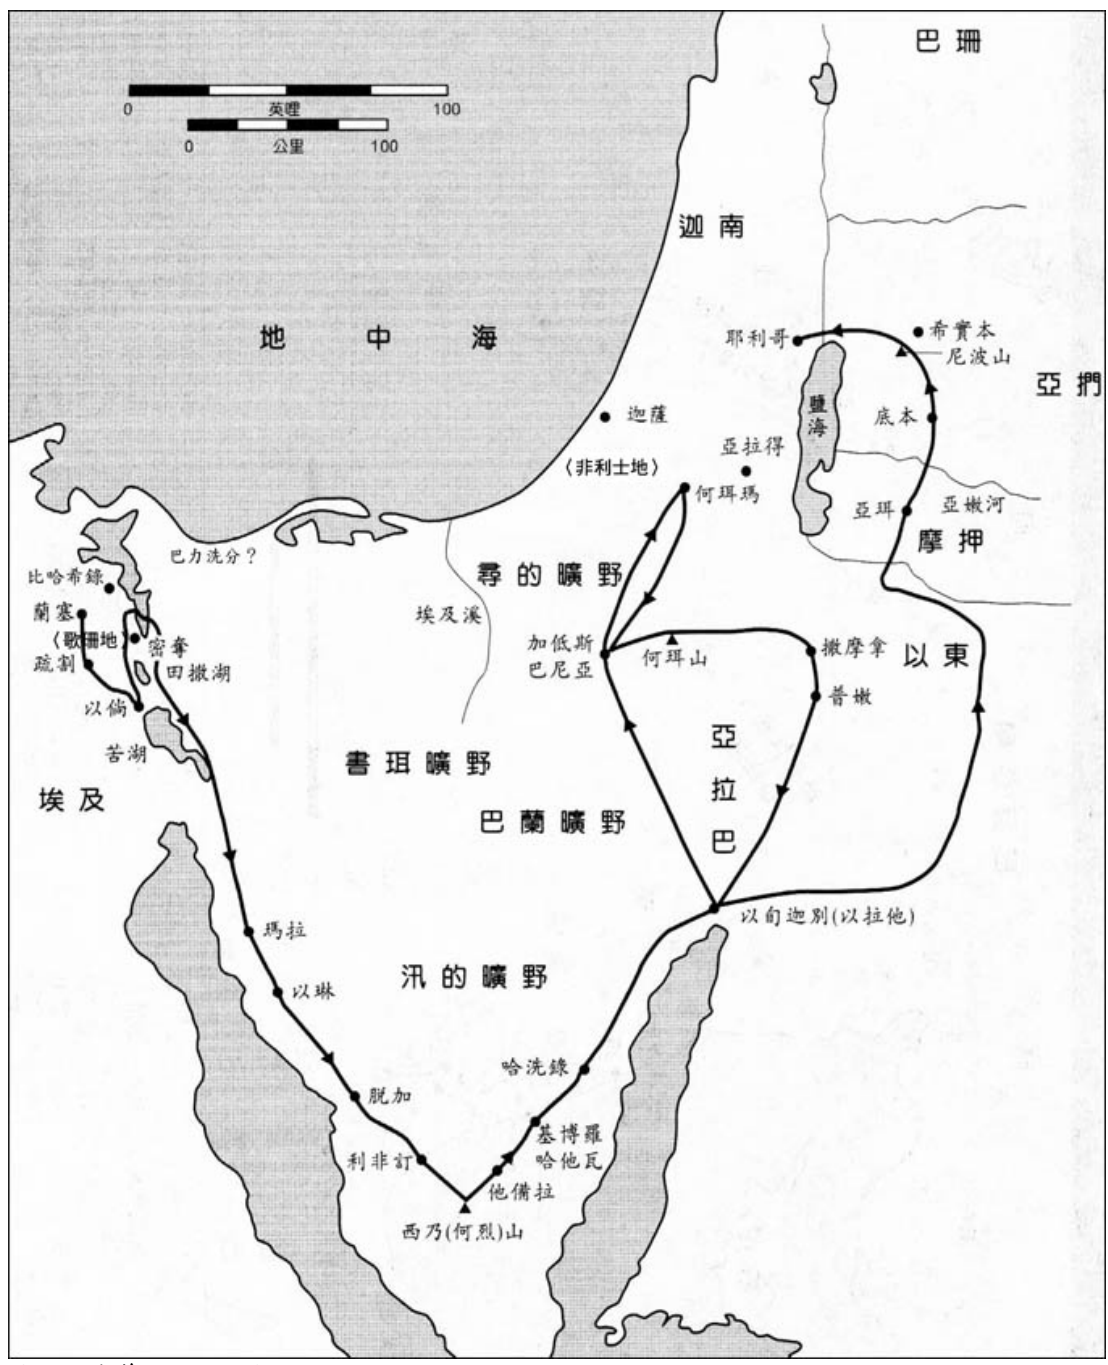 巴珊
0 英哩 100
0 公里 100
迦南
地中海
耶利哥
希實本
尼波山
亞捫
鹽海
底本
迦薩
亞拉得
〈非利士地〉
何珥瑪
亞珥
亞嫩河
摩押
巴力洗分？
比哈希錄
尋的曠野
蘭塞
埃及溪
〈歌珊地〉
密奪
疏割
田撒湖
加低斯
巴尼亞
何珥山
撒摩拿
以東
以倘
普嫩
苦湖
亞拉巴
書珥曠野
埃及
巴蘭曠野
以旬迦別(以拉他)
瑪拉
汛的曠野
以琳
哈洗錄
脱加
基博羅
哈他瓦
利非訂
他備拉
西乃(何烈)山